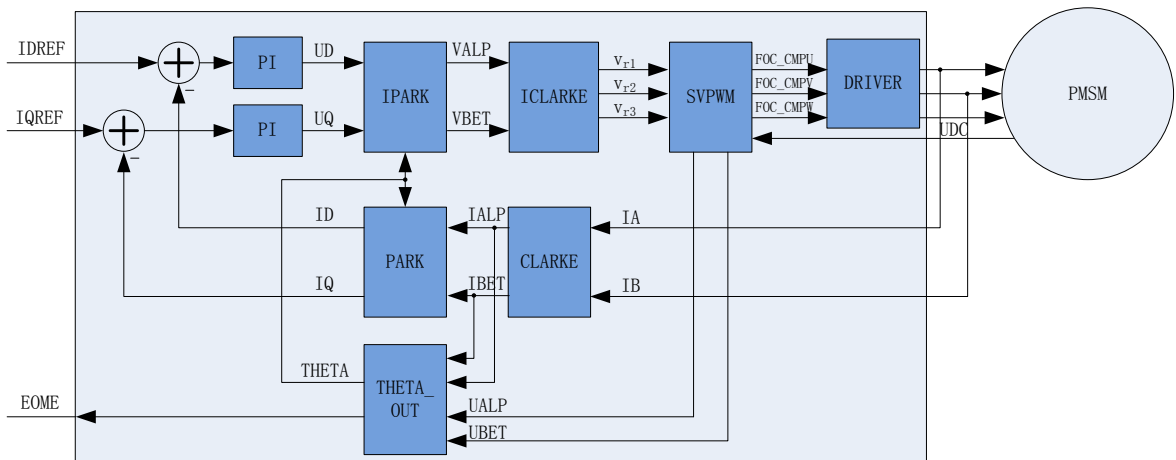 IDREF
PI
UD
IPARK
VALP
ICLARKE
Vr1
Vr2
Vr3
SVPWM
FOC_CMPU
FOC_CMPV
FOC_CMPW
DRIVER
PMSM
IQREF
PI
UQ
VBET
UDC
ID
PARK
IALP
CLARKE
IA
IQ
IBET
IB
THETA
THETA_
OUT
EOME
UALP
UBET
-
-